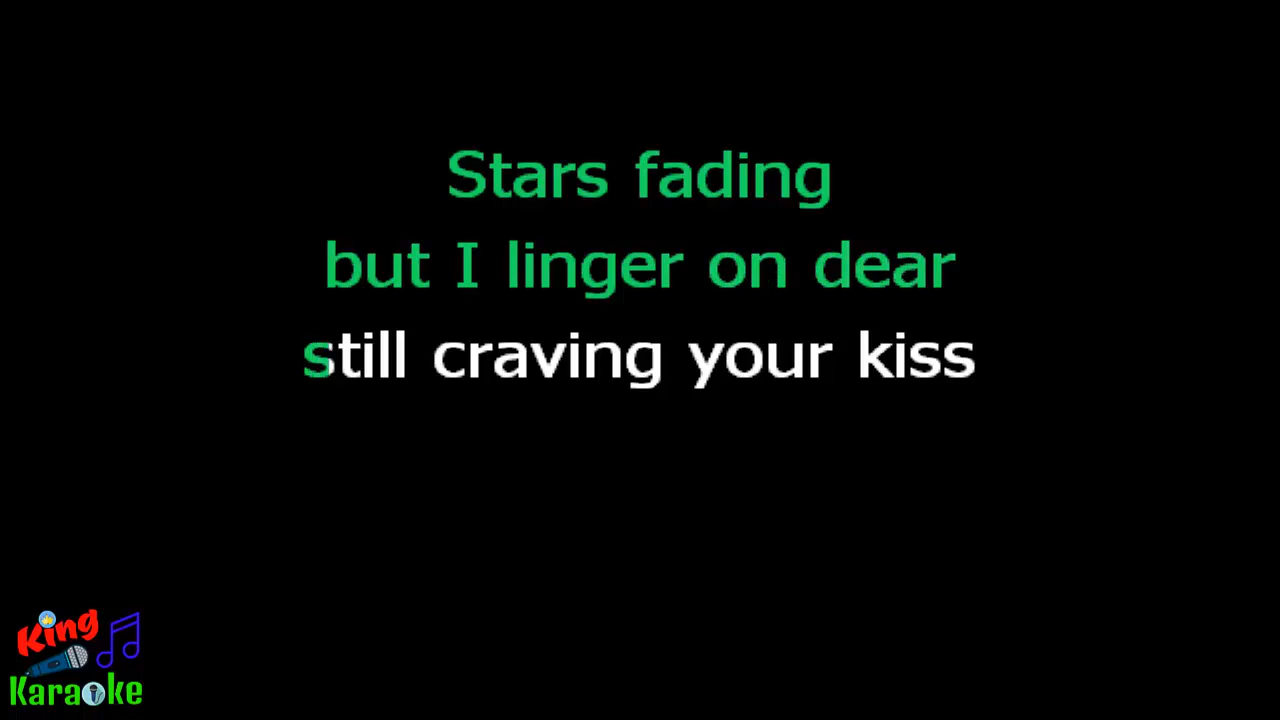 Stars fading
but I linger on dear
still craving your kiss
King
Karaoke